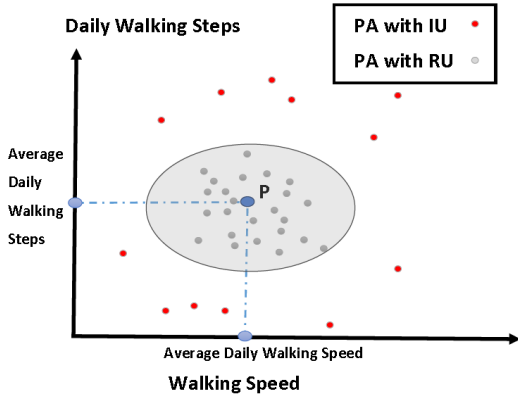 Daily Walking Steps
PA with IU
PA with RU
Average
Daily
Walking
Steps
P
Average Daily Walking Speed
Walking Speed